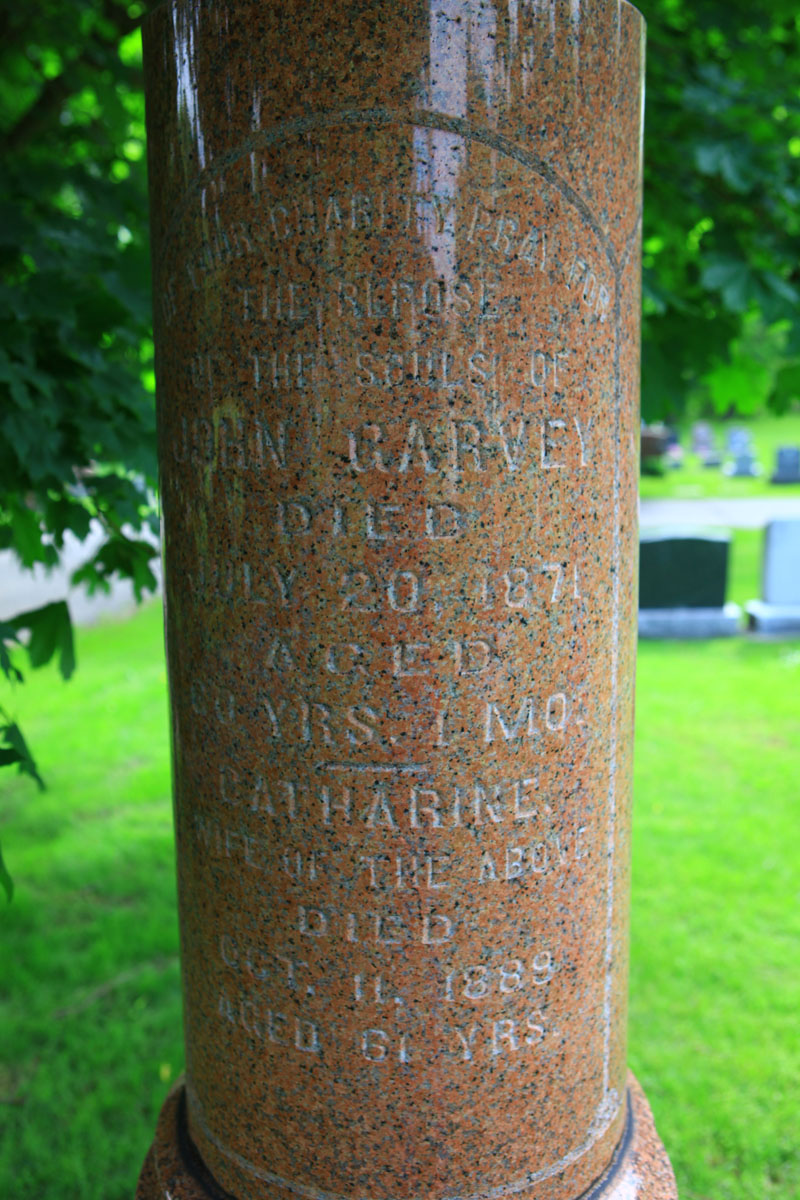 OF YOUR CHARITY PRAY FOR
THE REPOSE
OF THE SOULS OF
JOHN GARVEY
DIED
JULY 20, 1871
AGED
YRS. 1 MO.
CATHARINE,
WIFE OF THE ABOVE
DIED
OCT. 11, 1889
AGED 61 YRS.